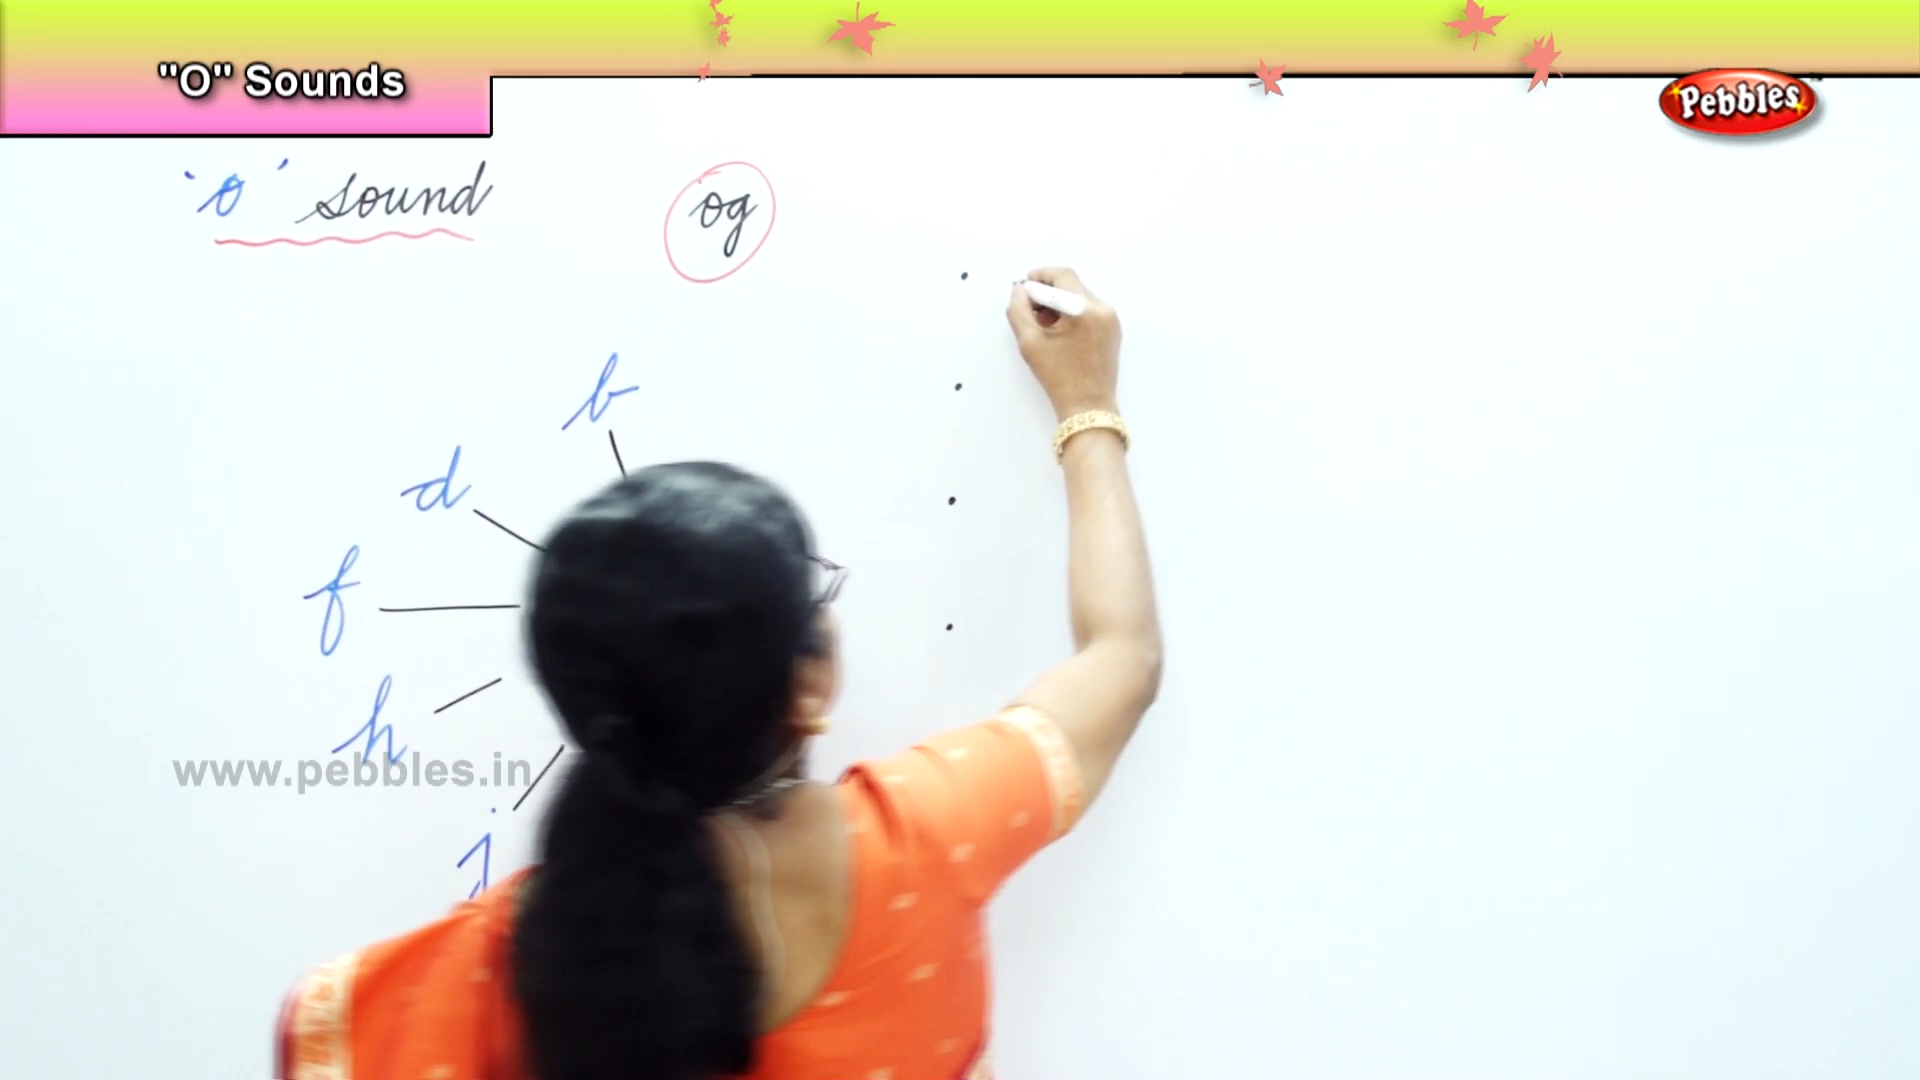 "O" Sounds
Pebbles
'o' sound
og
b
d
f
h
www.pebbles.in
j